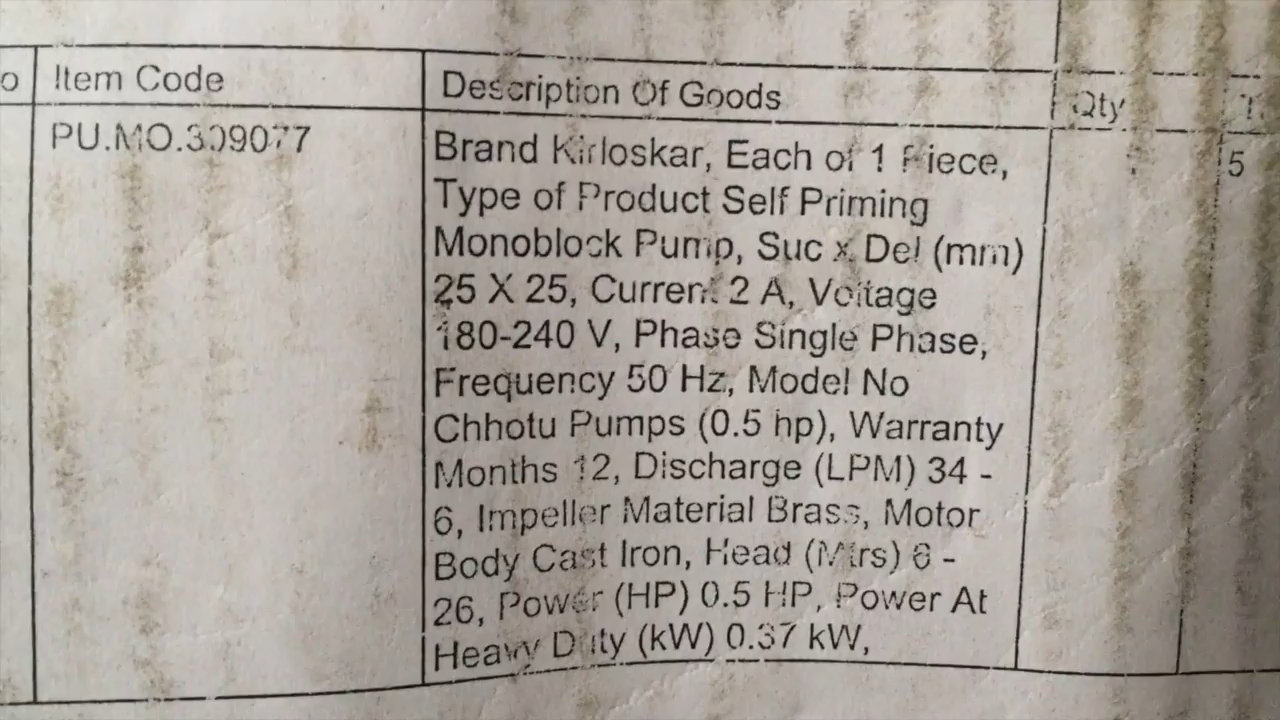 Item Code
Description Of Goods
Qty
PU.MO.309077
5
Brand Kirloskar, Each of 1 Piece,
Type of Product Self Priming
Monoblock Pump, Suc x Del (mm)
25 X 25, Current 2 A, Voltage
180-240 V, Phase Single Phase,
Frequency 50 Hz, Model No
Chhotu Pumps (0.5 hp), Warranty
Months 12, Discharge (LPM) 34 -
6, Impeller Material Brass, Motor
Body Cast Iron, Head (Mtrs) 6 -
26, Power (HP) 0.5 HP, Power At
Heavy Duty (kW) 0.37 kW,